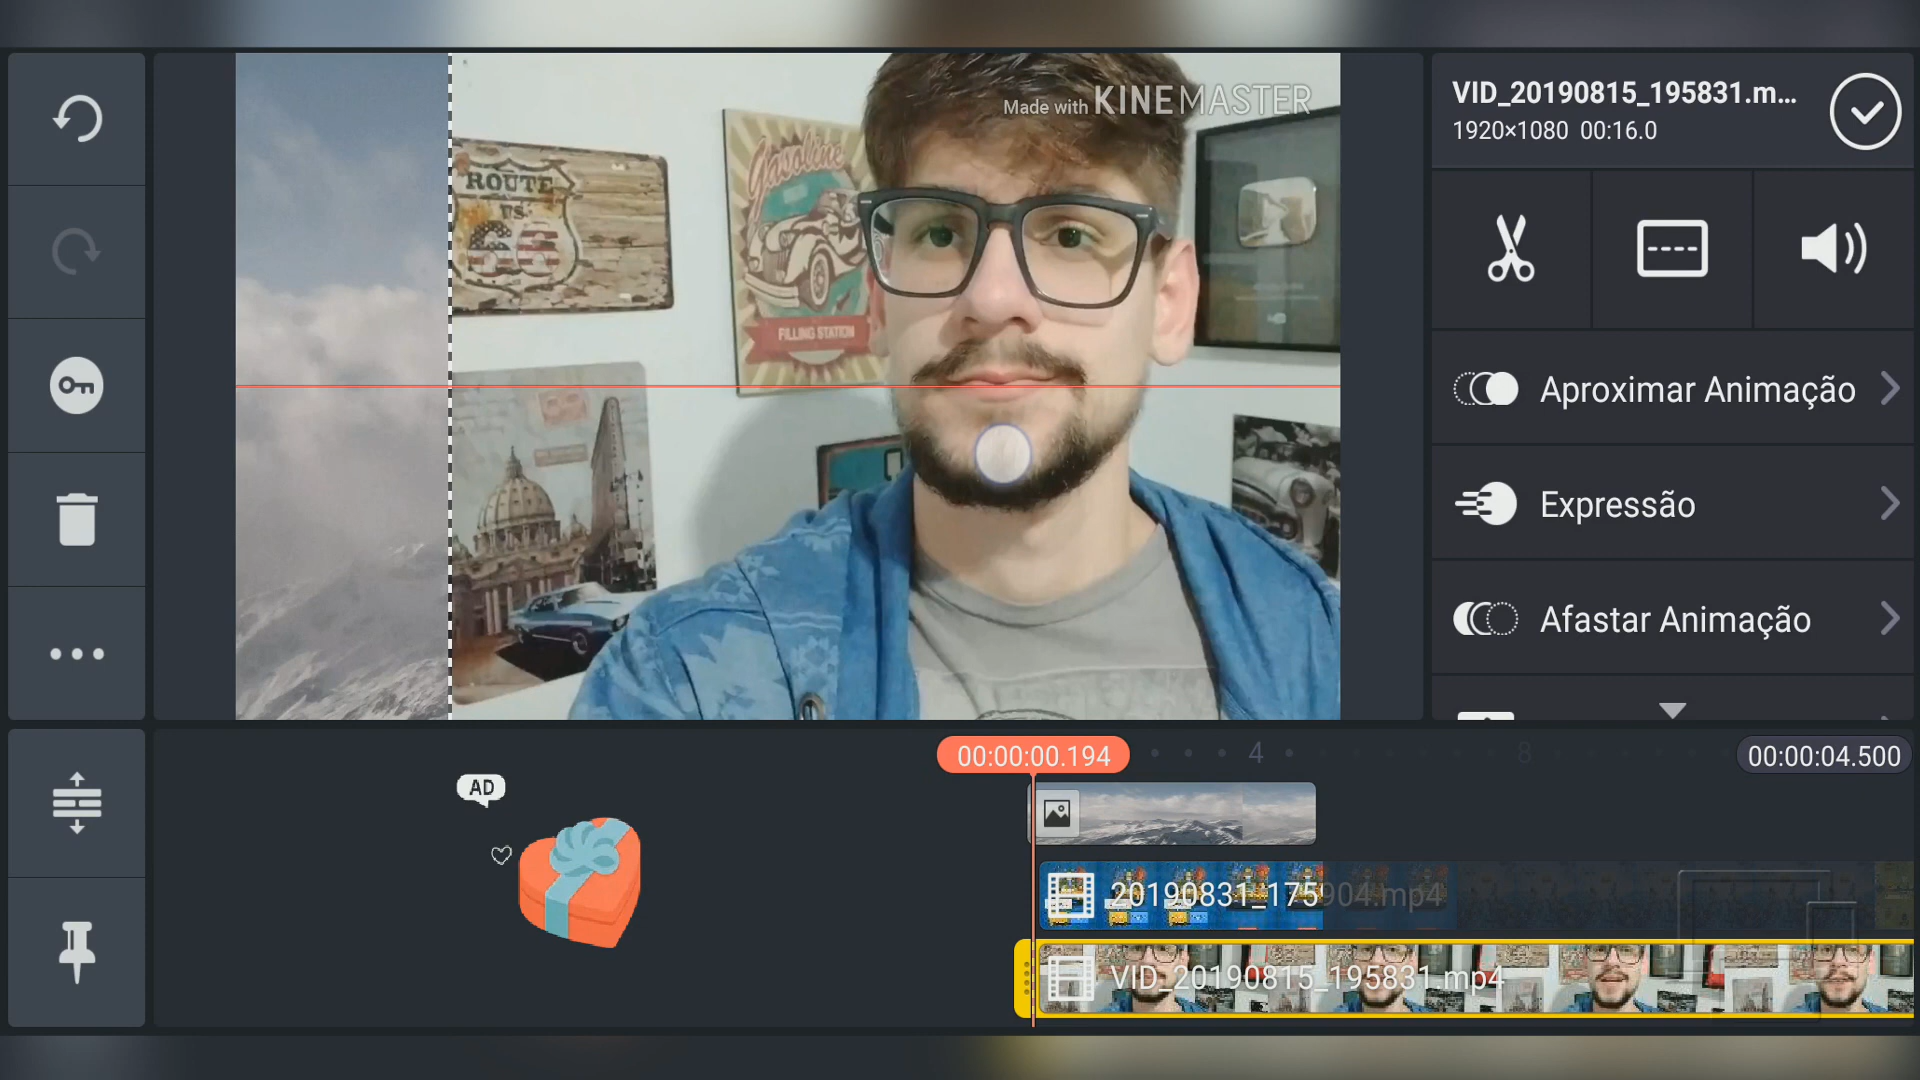 Made with KINEMASTER
ROUTE
US
66
Gasoline
FILLING STATION
VID_20190815_195831.m...
1920×1080 00:16.0
Aproximar Animação
Expressão
Afastar Animação
00:00:00.194
4
8
00:00:04.500
AD
20190831_175904.mp4
VID_20190815_195831.mp4